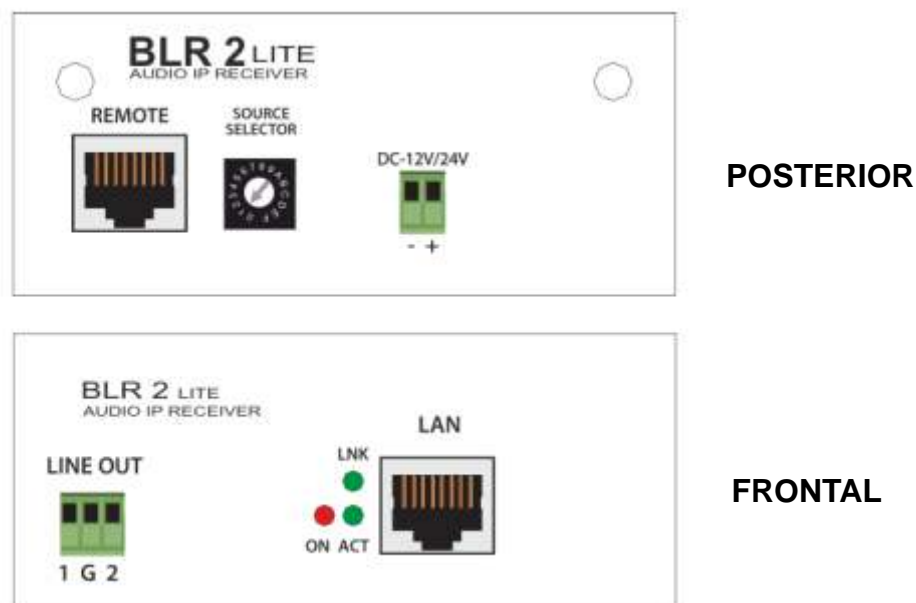 BLR 2 LITE
AUDIO IP RECEIVER
REMOTE
SOURCE
SELECTOR
DC-12V/24V
- +
POSTERIOR
BLR 2 LITE
AUDIO IP RECEIVER
LAN
LINE OUT
LNK
ON ACT
1 G 2
FRONTAL